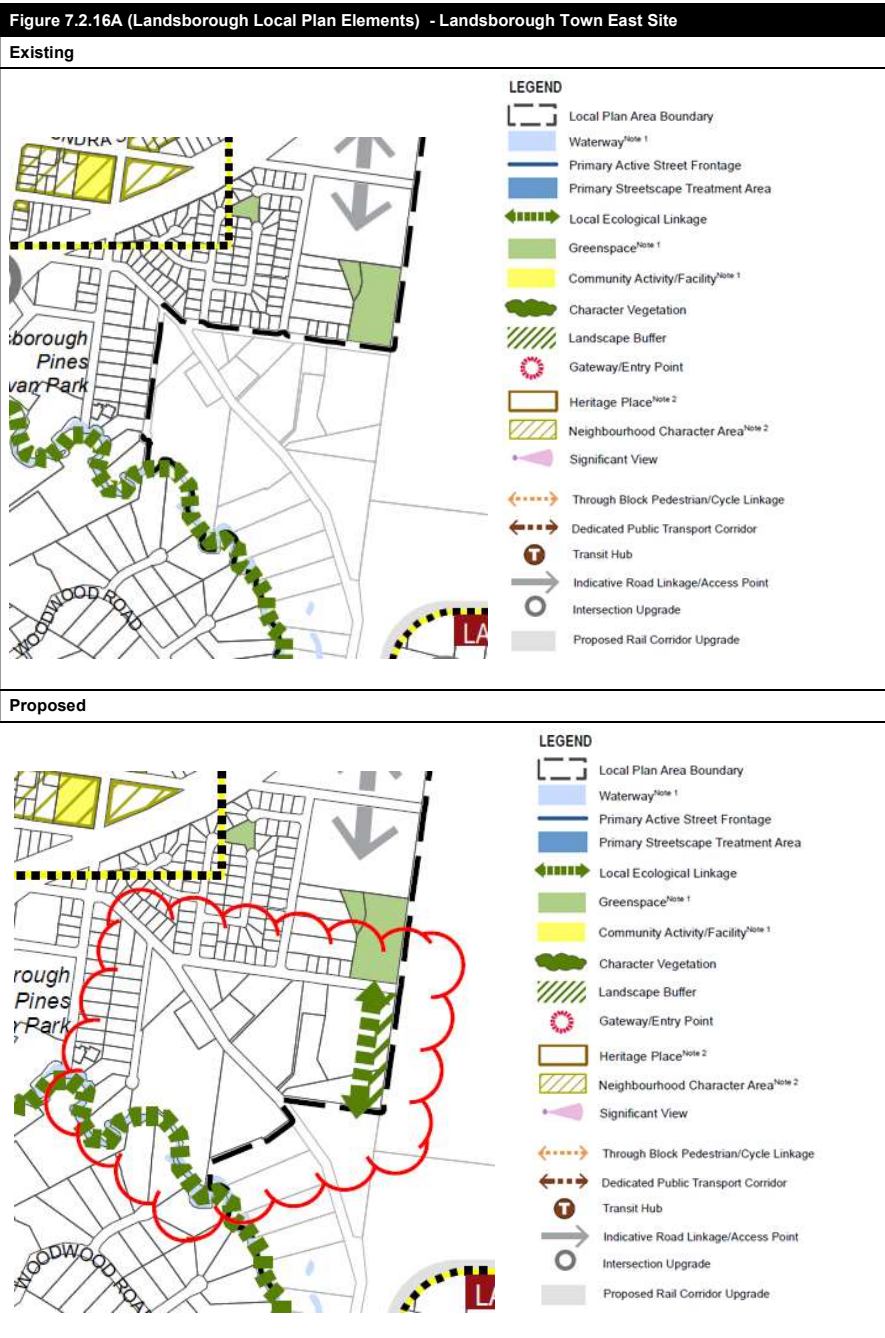 Figure 7.2.16A (Landsborough Local Plan Elements) - Landsborough Town East Site
Existing
sborough
Pines
van Park
WOODWOOD ROAD
LA
LEGEND
Local Plan Area Boundary
Waterway Note 1
Primary Active Street Frontage
Primary Streetscape Treatment Area
Local Ecological Linkage
Greenspace Note 1
Community Activity/Facility Note 1
Character Vegetation
Landscape Buffer
Gateway/Entry Point
Heritage Place Note 2
Neighbourhood Character Area Note 2
Significant View
Through Block Pedestrian/Cycle Linkage
Dedicated Public Transport Corridor
T Transit Hub
Indicative Road Linkage/Access Point
Intersection Upgrade
Proposed Rail Corridor Upgrade
Proposed
rough
Pines
Park
WOODWOOD ROA
LA
LEGEND
Local Plan Area Boundary
Waterway Note 1
Primary Active Street Frontage
Primary Streetscape Treatment Area
Local Ecological Linkage
Greenspace Note 1
Community Activity/Facility Note 1
Character Vegetation
Landscape Buffer
Gateway/Entry Point
Heritage Place Note 2
Neighbourhood Character Area Note 2
Significant View
Through Block Pedestrian/Cycle Linkage
Dedicated Public Transport Corridor
T Transit Hub
Indicative Road Linkage/Access Point
Intersection Upgrade
Proposed Rail Corridor Upgrade